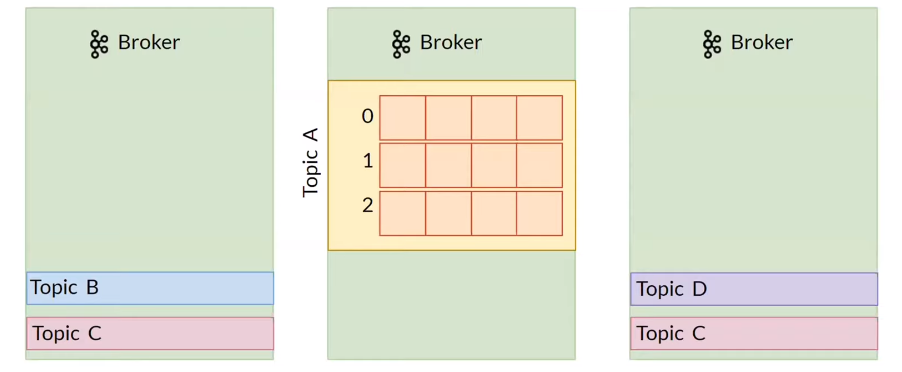 Broker
Broker
Broker
Topic A
0
1
2
Topic B
Topic C
Topic D
Topic C